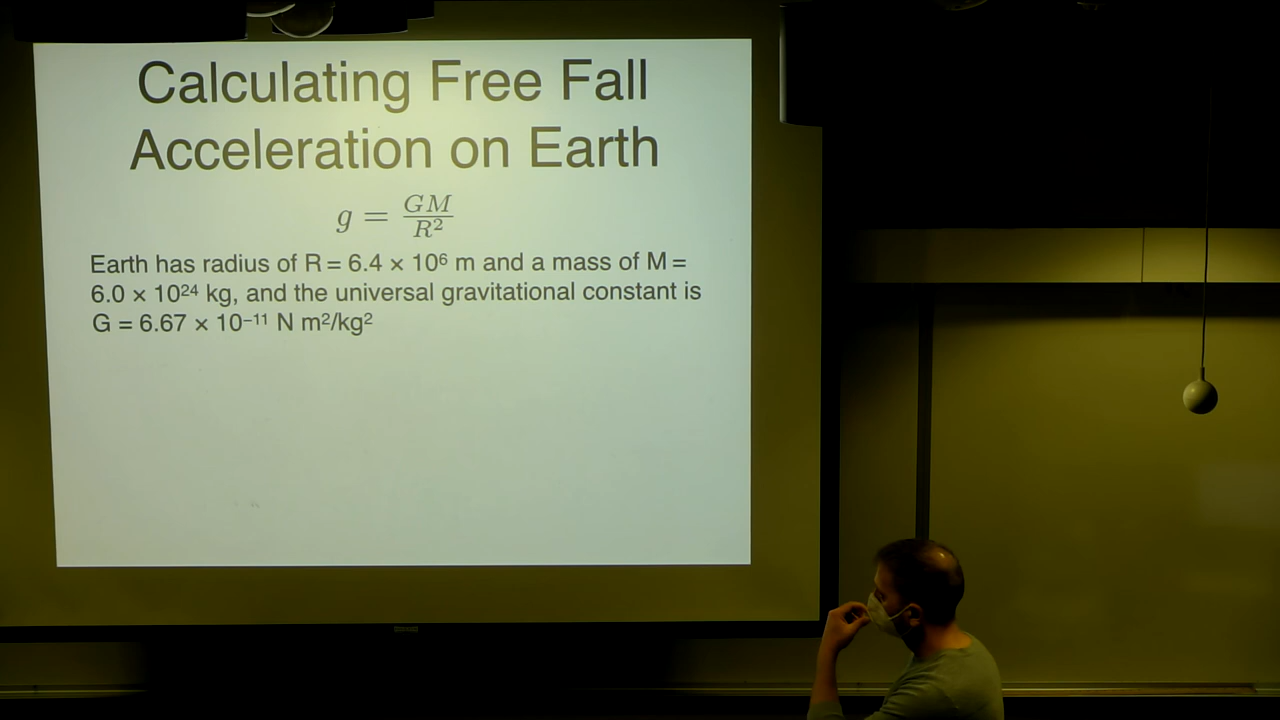 Calculating Free Fall
Acceleration on Earth
g = GM/R²
Earth has radius of R = 6.4 × 10⁶ m and a mass of M =
6.0 × 10²⁴ kg, and the universal gravitational constant is
G = 6.67 × 10⁻¹¹ N m²/kg²